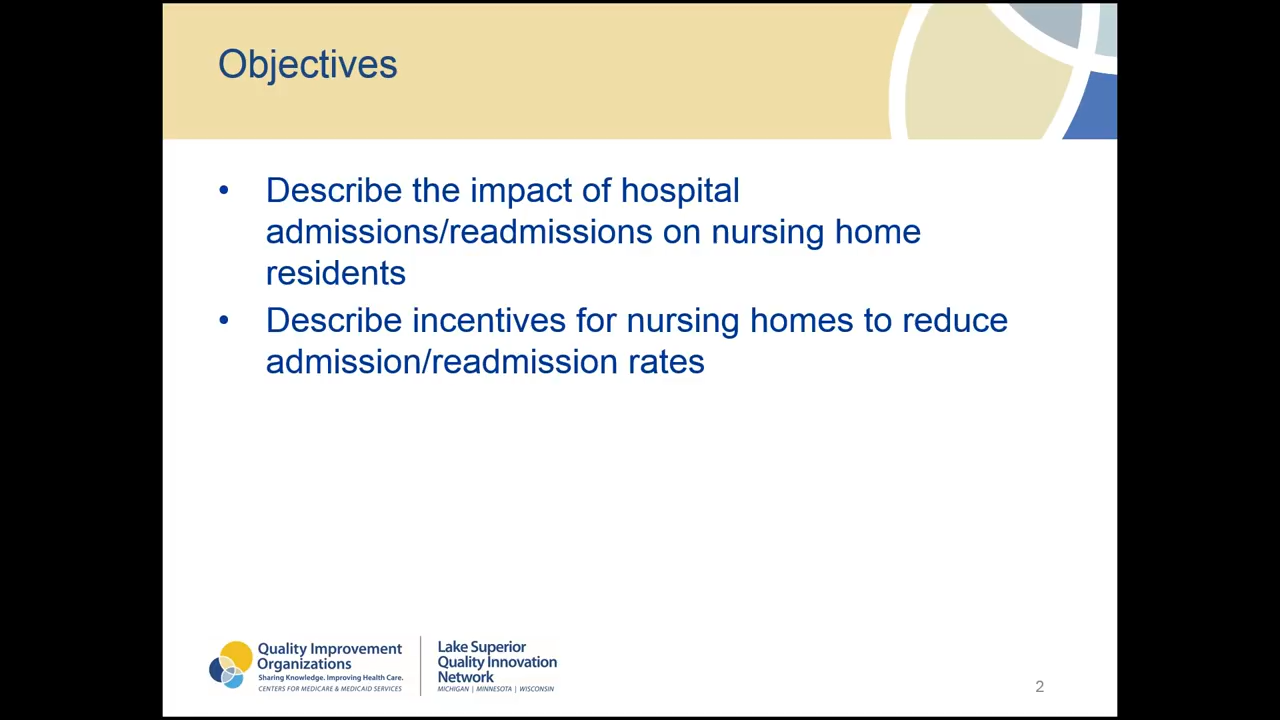 Objectives
• Describe the impact of hospital
admissions/readmissions on nursing home
residents
• Describe incentives for nursing homes to reduce
admission/readmission rates
Quality Improvement
Organizations
Sharing Knowledge. Improving Health Care.
CENTERS FOR MEDICARE & MEDICAID SERVICES
Lake Superior
Quality Innovation
Network
MICHIGAN | MINNESOTA | WISCONSIN
2